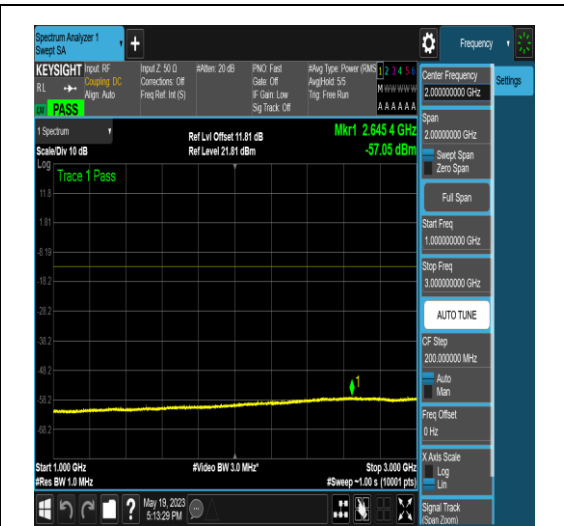 Spectrum Analyzer 1
Swept SA
+
Frequency
KEYSIGHT
RL
Input: RF
Coupling: DC
Align: Auto
Input Z: 50 Ω
Corrections: Off
Freq Ref: Int (S)
#Atten: 20 dB
PNO: Fast
Gate: Off
IF Gain: Low
Sig Track: Off
#Avg Type: Power (RMS
Avg|Hold: 5/5
Trig: Free Run
1 2 3 4 5 6
M W W W W W
A A A A A A
PASS
1 Spectrum
Scale/Div 10 dB
Ref Lvl Offset 11.81 dB
Ref Level 21.81 dBm
Mkr1 2.645 4 GHz
-57.05 dBm
Log
Trace 1 Pass
11.8
1.81
-8.19
-18.2
-28.2
-38.2
-48.2
-58.2
-68.2
1
Start 1.000 GHz
#Res BW 1.0 MHz
#Video BW 3.0 MHz*
Stop 3.000 GHz
#Sweep ~1.00 s (10001 pts)
Center Frequency
2.000000000 GHz
Settings
Span
2.00000000 GHz
Swept Span
Zero Span
Full Span
Start Freq
1.000000000 GHz
Stop Freq
3.000000000 GHz
AUTO TUNE
CF Step
200.000000 MHz
Auto
Man
Freq Offset
0 Hz
X Axis Scale
Log
Lin
Signal Track
(Span Zoom)
?
May 19, 2023
5:13:29 PM